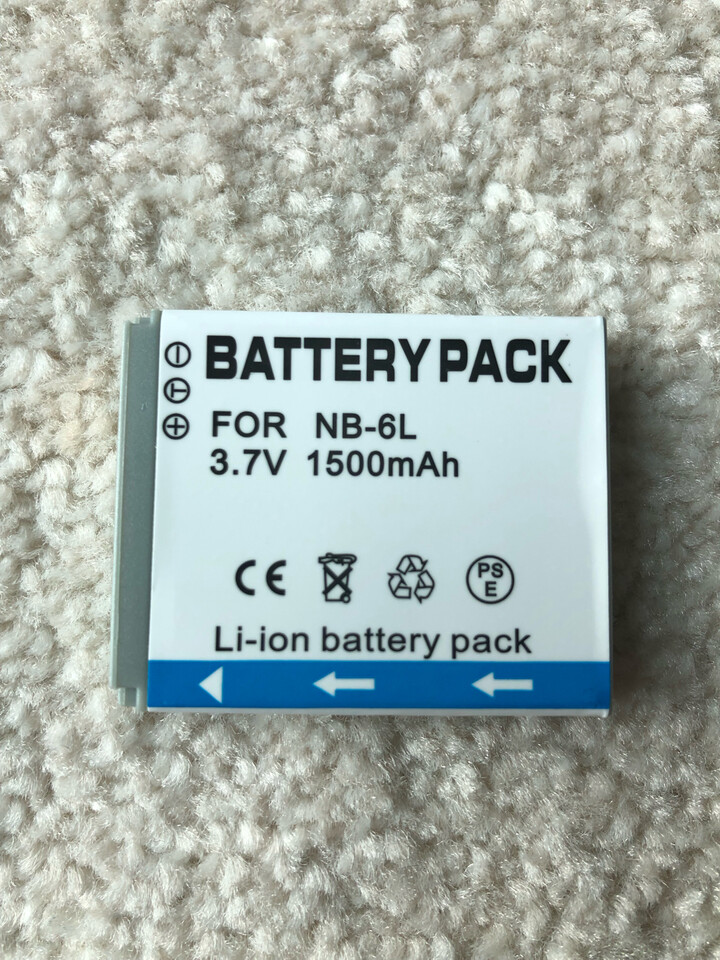 BATTERY PACK
FOR NB-6L
3.7V 1500mAh
CE PS E
Li-ion battery pack